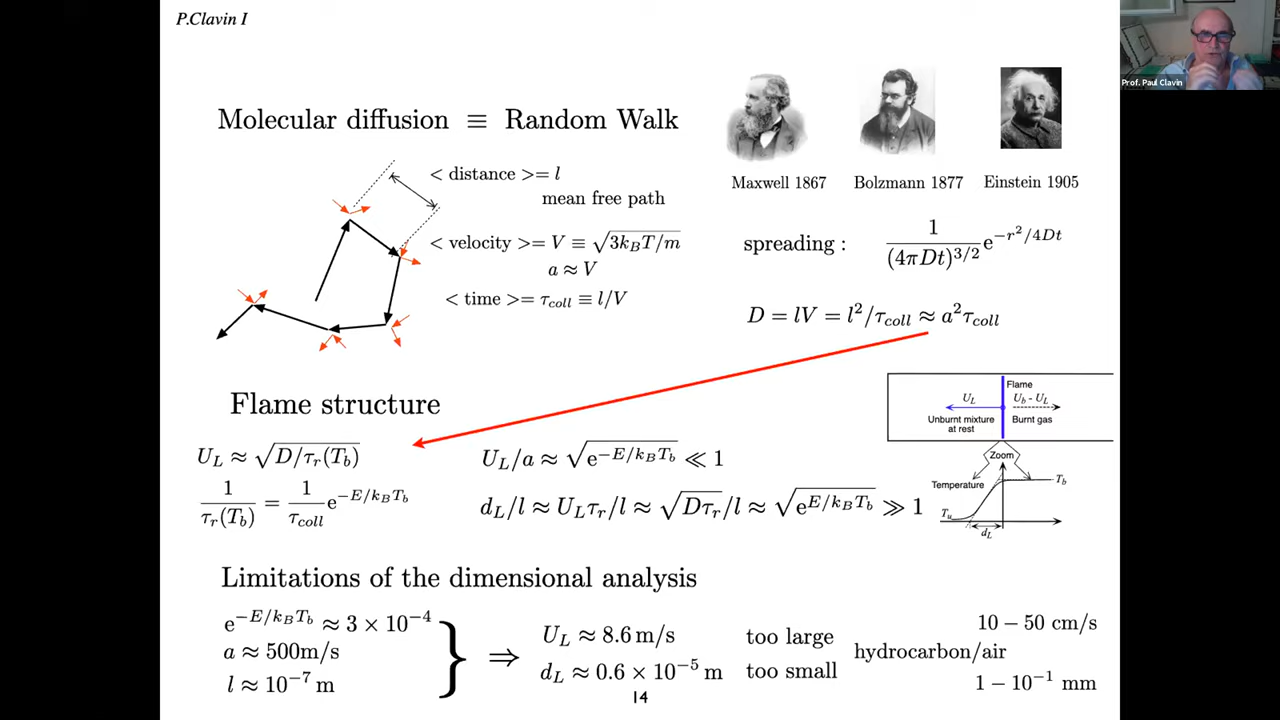 P.Clavin I
Prof. Paul Clavin
Molecular diffusion ≡ Random Walk
< distance >= l
mean free path
< velocity >= V ≡ √(3k_BT/m)
a ≈ V
< time >= τ_coll ≡ l/V
Maxwell 1867
Bolzmann 1877
Einstein 1905
spreading : 1/(4πDt)^{3/2} e^{−r²/4Dt}
D = lV = l²/τ_coll ≈ a²τ_coll
Flame structure
U_L ≈ √(D/τ_r(T_b))
1/τ_r(T_b) = 1/τ_coll e^{−E/k_BT_b}
U_L/a ≈ √(e^{−E/k_BT_b}) ≪ 1
d_L/l ≈ U_Lτ_r/l ≈ √(Dτ_r)/l ≈ √(e^{E/k_BT_b}) ≫ 1
Flame
U_L
U_b - U_L
Unburnt mixture
at rest
Burnt gas
Zoom
Temperature
T_b
T_u
d_L
Limitations of the dimensional analysis
e^{−E/k_BT_b} ≈ 3 × 10^{−4}
a ≈ 500m/s
l ≈ 10^{−7} m
⇒
U_L ≈ 8.6 m/s too large
d_L ≈ 0.6 × 10^{−5} m too small
hydrocarbon/air
10 − 50 cm/s
1 − 10^{−1} mm
14